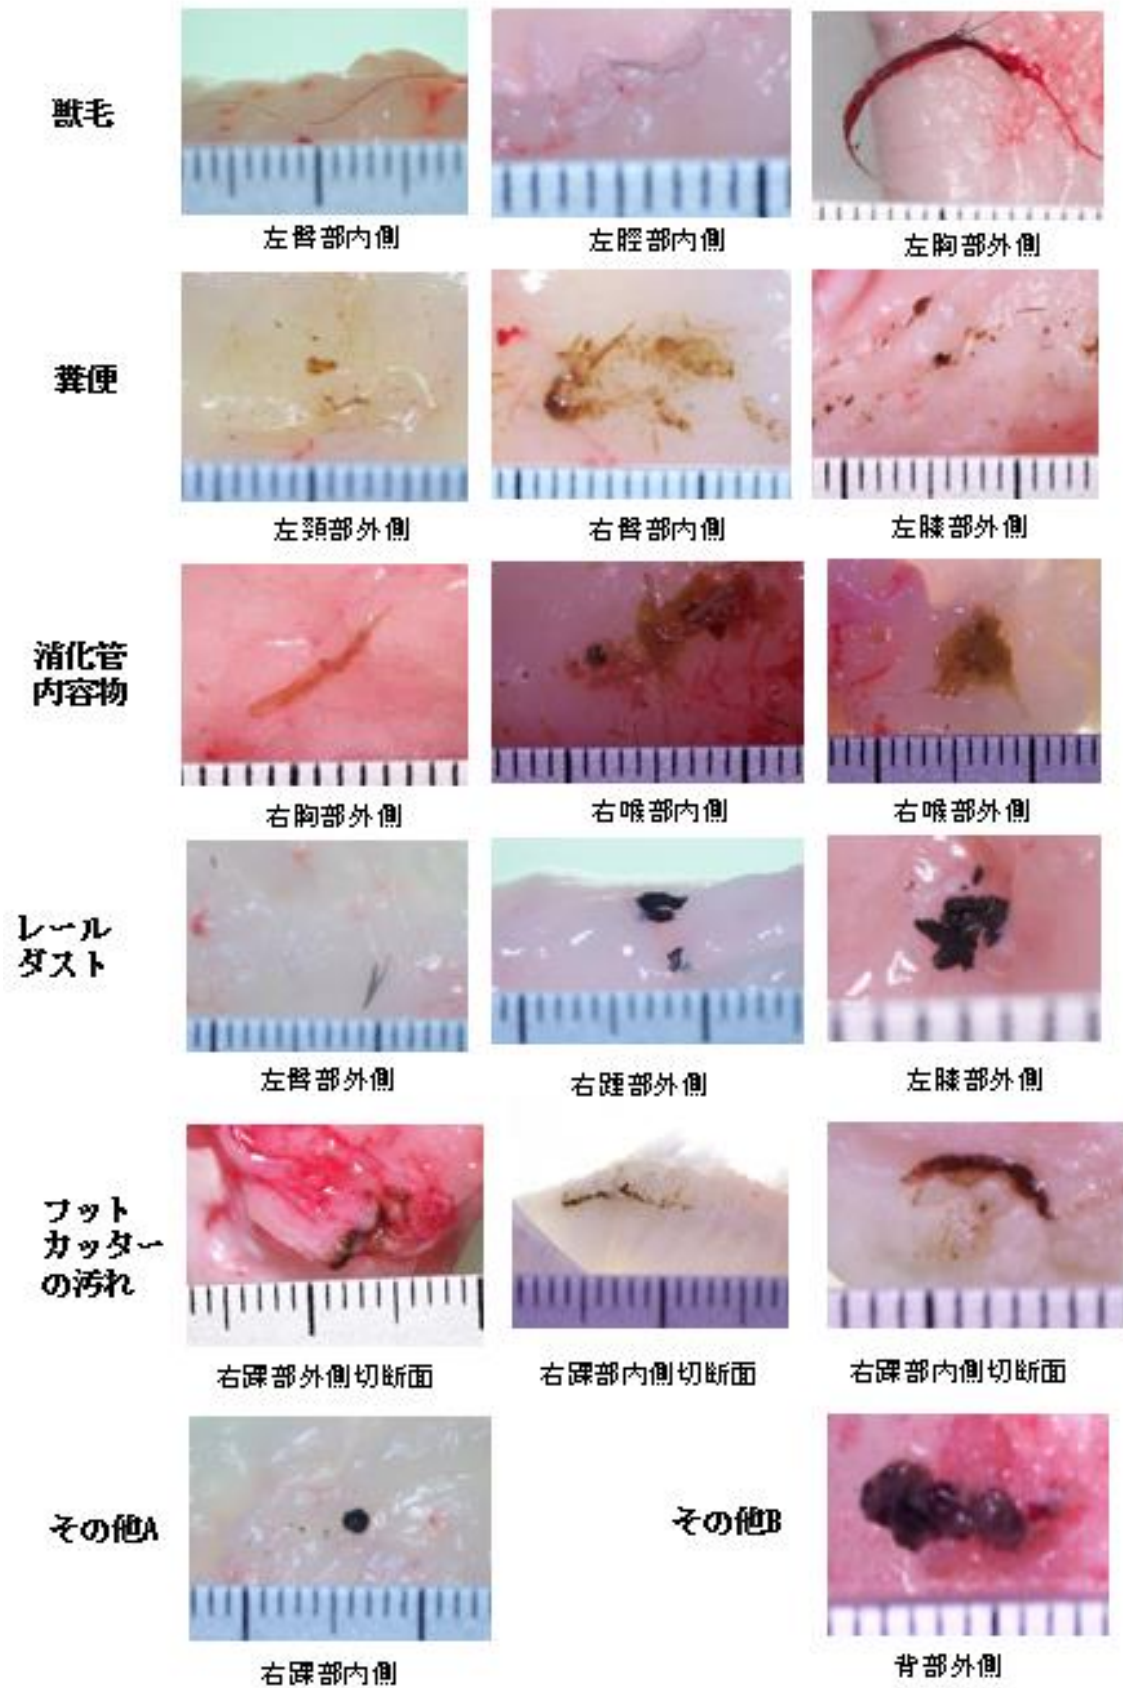 獣毛
左臀部内側
左脛部内側
左胸部外側
糞便
左頸部外側
右臀部内側
左膝部外側
消化管
内容物
右胸部外側
右喉部内側
右喉部外側
レール
ダスト
左臀部外側
右踵部外側
左膝部外側
フット
カッター
の汚れ
右踝部外側切断面
右踝部内側切断面
右踝部内側切断面
その他A
右踝部内側
その他B
背部外側